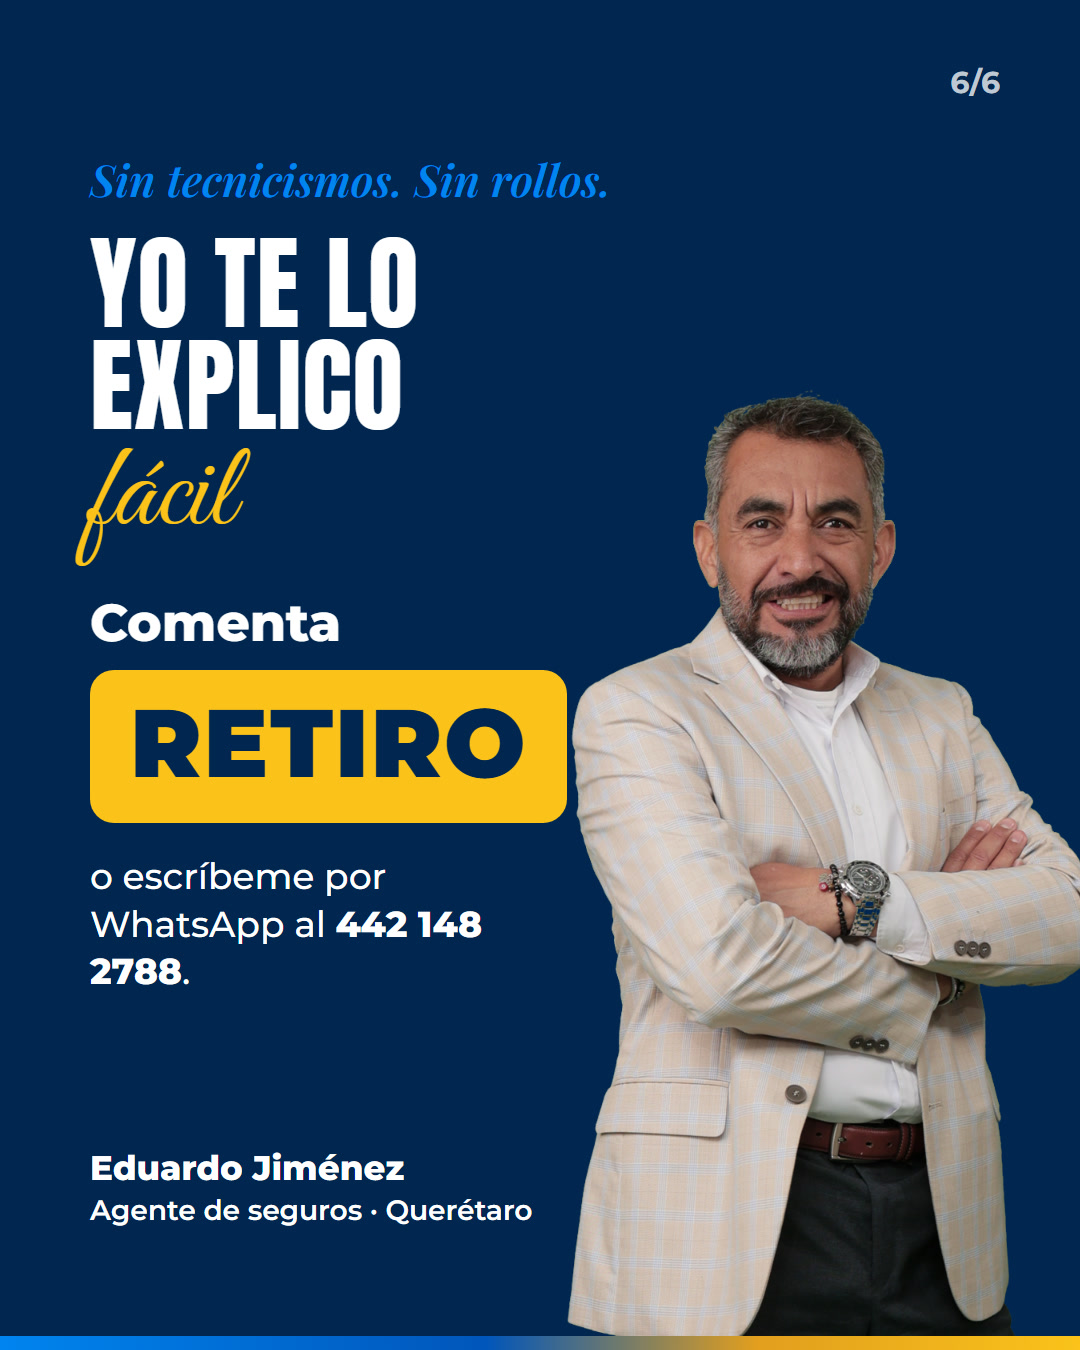 6/6
Sin tecnicismos. Sin rollos.
YO TE LO
EXPLICO
fácil
Comenta
RETIRO
o escríbeme por
WhatsApp al 442 148
2788.
Eduardo Jiménez
Agente de seguros · Querétaro